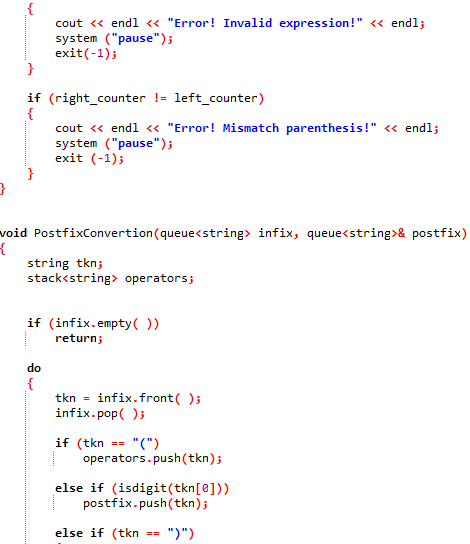 {
cout << endl << "Error! Invalid expression!" << endl;
system ("pause");
exit(-1);
}
if (right_counter != left_counter)
{
cout << endl << "Error! Mismatch parenthesis!" << endl;
system ("pause");
exit (-1);
}
}
void PostfixConvertion(queue<string> infix, queue<string>& postfix)
{
string tkn;
stack<string> operators;
if (infix.empty( ))
return;
do
{
tkn = infix.front( );
infix.pop( );
if (tkn == "(")
operators.push(tkn);
else if (isdigit(tkn[0]))
postfix.push(tkn);
else if (tkn == ")")